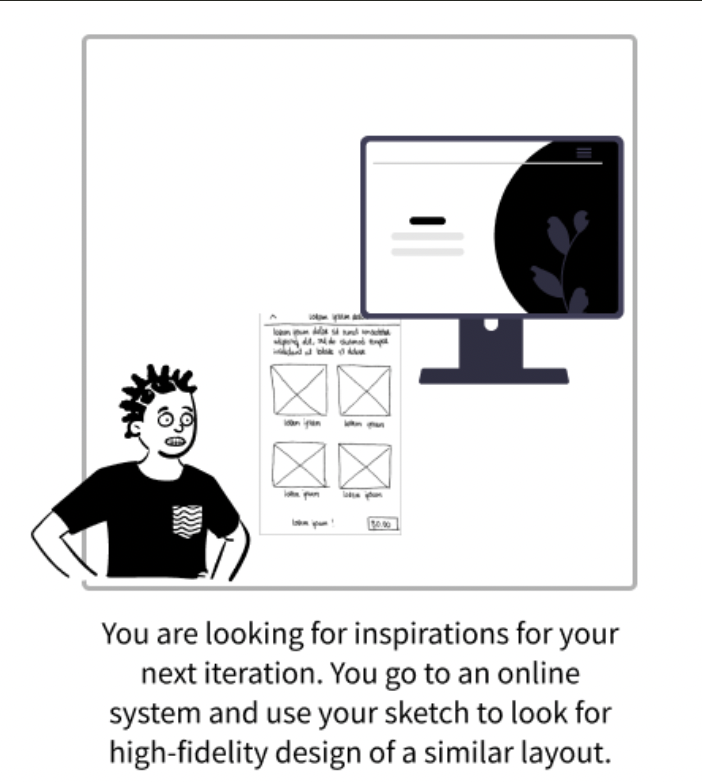 lorem ipsum dolor
lorem ipsum dolor sit amet consectetur
adipiscing elit, sed do eiusmod tempor
incididunt ut labore et dolore
lorem ipsum lorem ipsum
lorem ipsum lorem ipsum
lorem ipsum! $0.00
You are looking for inspirations for your
next iteration. You go to an online
system and use your sketch to look for
high-fidelity design of a similar layout.